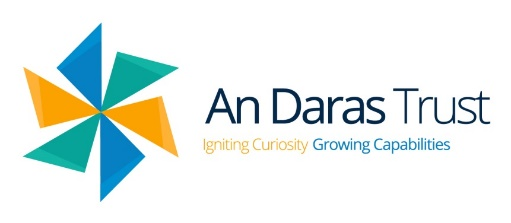 An Daras Trust
Igniting Curiosity Growing Capabilities